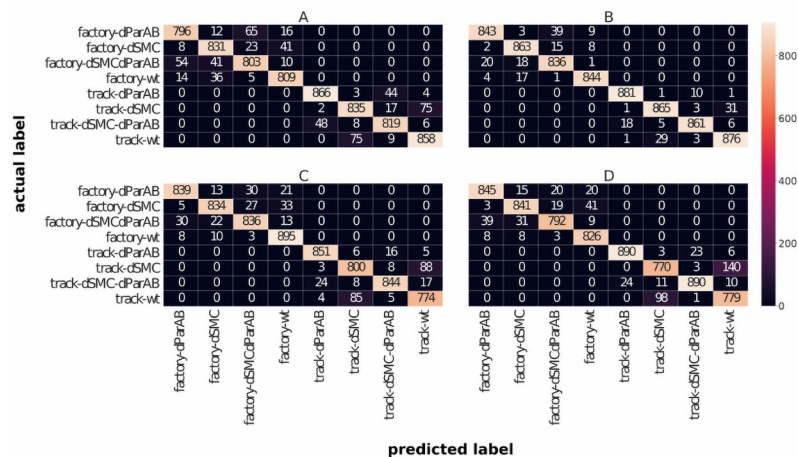 A B
factory-dParAB 796 12 65 16 0 0 0 0 843 3 39 9 0 0 0 0
factory-dSMC 8 831 23 41 0 0 0 0 2 863 15 8 0 0 0 0
factory-dSMCdParAB 54 41 803 10 0 0 0 0 20 18 836 1 0 0 0 0
factory-wt 14 36 5 809 0 0 0 0 4 17 1 844 0 0 0 0
track-dParAB 0 0 0 0 866 3 44 4 0 0 0 0 881 1 10 1
track-dSMC 0 0 0 0 2 835 17 75 0 0 0 0 1 865 3 31
track-dSMC-dParAB 0 0 0 0 48 8 819 6 0 0 0 0 18 5 861 6
track-wt 0 0 0 0 0 75 9 858 0 0 0 0 1 29 3 876
C D
factory-dParAB 839 13 30 21 0 0 0 0 845 15 20 20 0 0 0 0
factory-dSMC 5 834 27 33 0 0 0 0 3 841 19 41 0 0 0 0
factory-dSMCdParAB 30 22 836 13 0 0 0 0 39 31 792 9 0 0 0 0
factory-wt 8 10 3 895 0 0 0 0 8 8 3 826 0 0 0 0
track-dParAB 0 0 0 0 851 6 16 5 0 0 0 0 890 3 23 6
track-dSMC 0 0 0 0 3 800 8 88 0 0 0 0 0 770 3 140
track-dSMC-dParAB 0 0 0 0 24 8 844 17 0 0 0 0 24 11 890 10
track-wt 0 0 0 0 4 85 5 774 0 0 0 0 0 98 1 779
factory-dParAB
factory-dSMC
factory-dSMCdParAB
factory-wt
track-dParAB
track-dSMC
track-dSMC-dParAB
track-wt
factory-dParAB
factory-dSMC
factory-dSMCdParAB
factory-wt
track-dParAB
track-dSMC
track-dSMC-dParAB
track-wt
actual label
predicted label
800
600
400
200
0